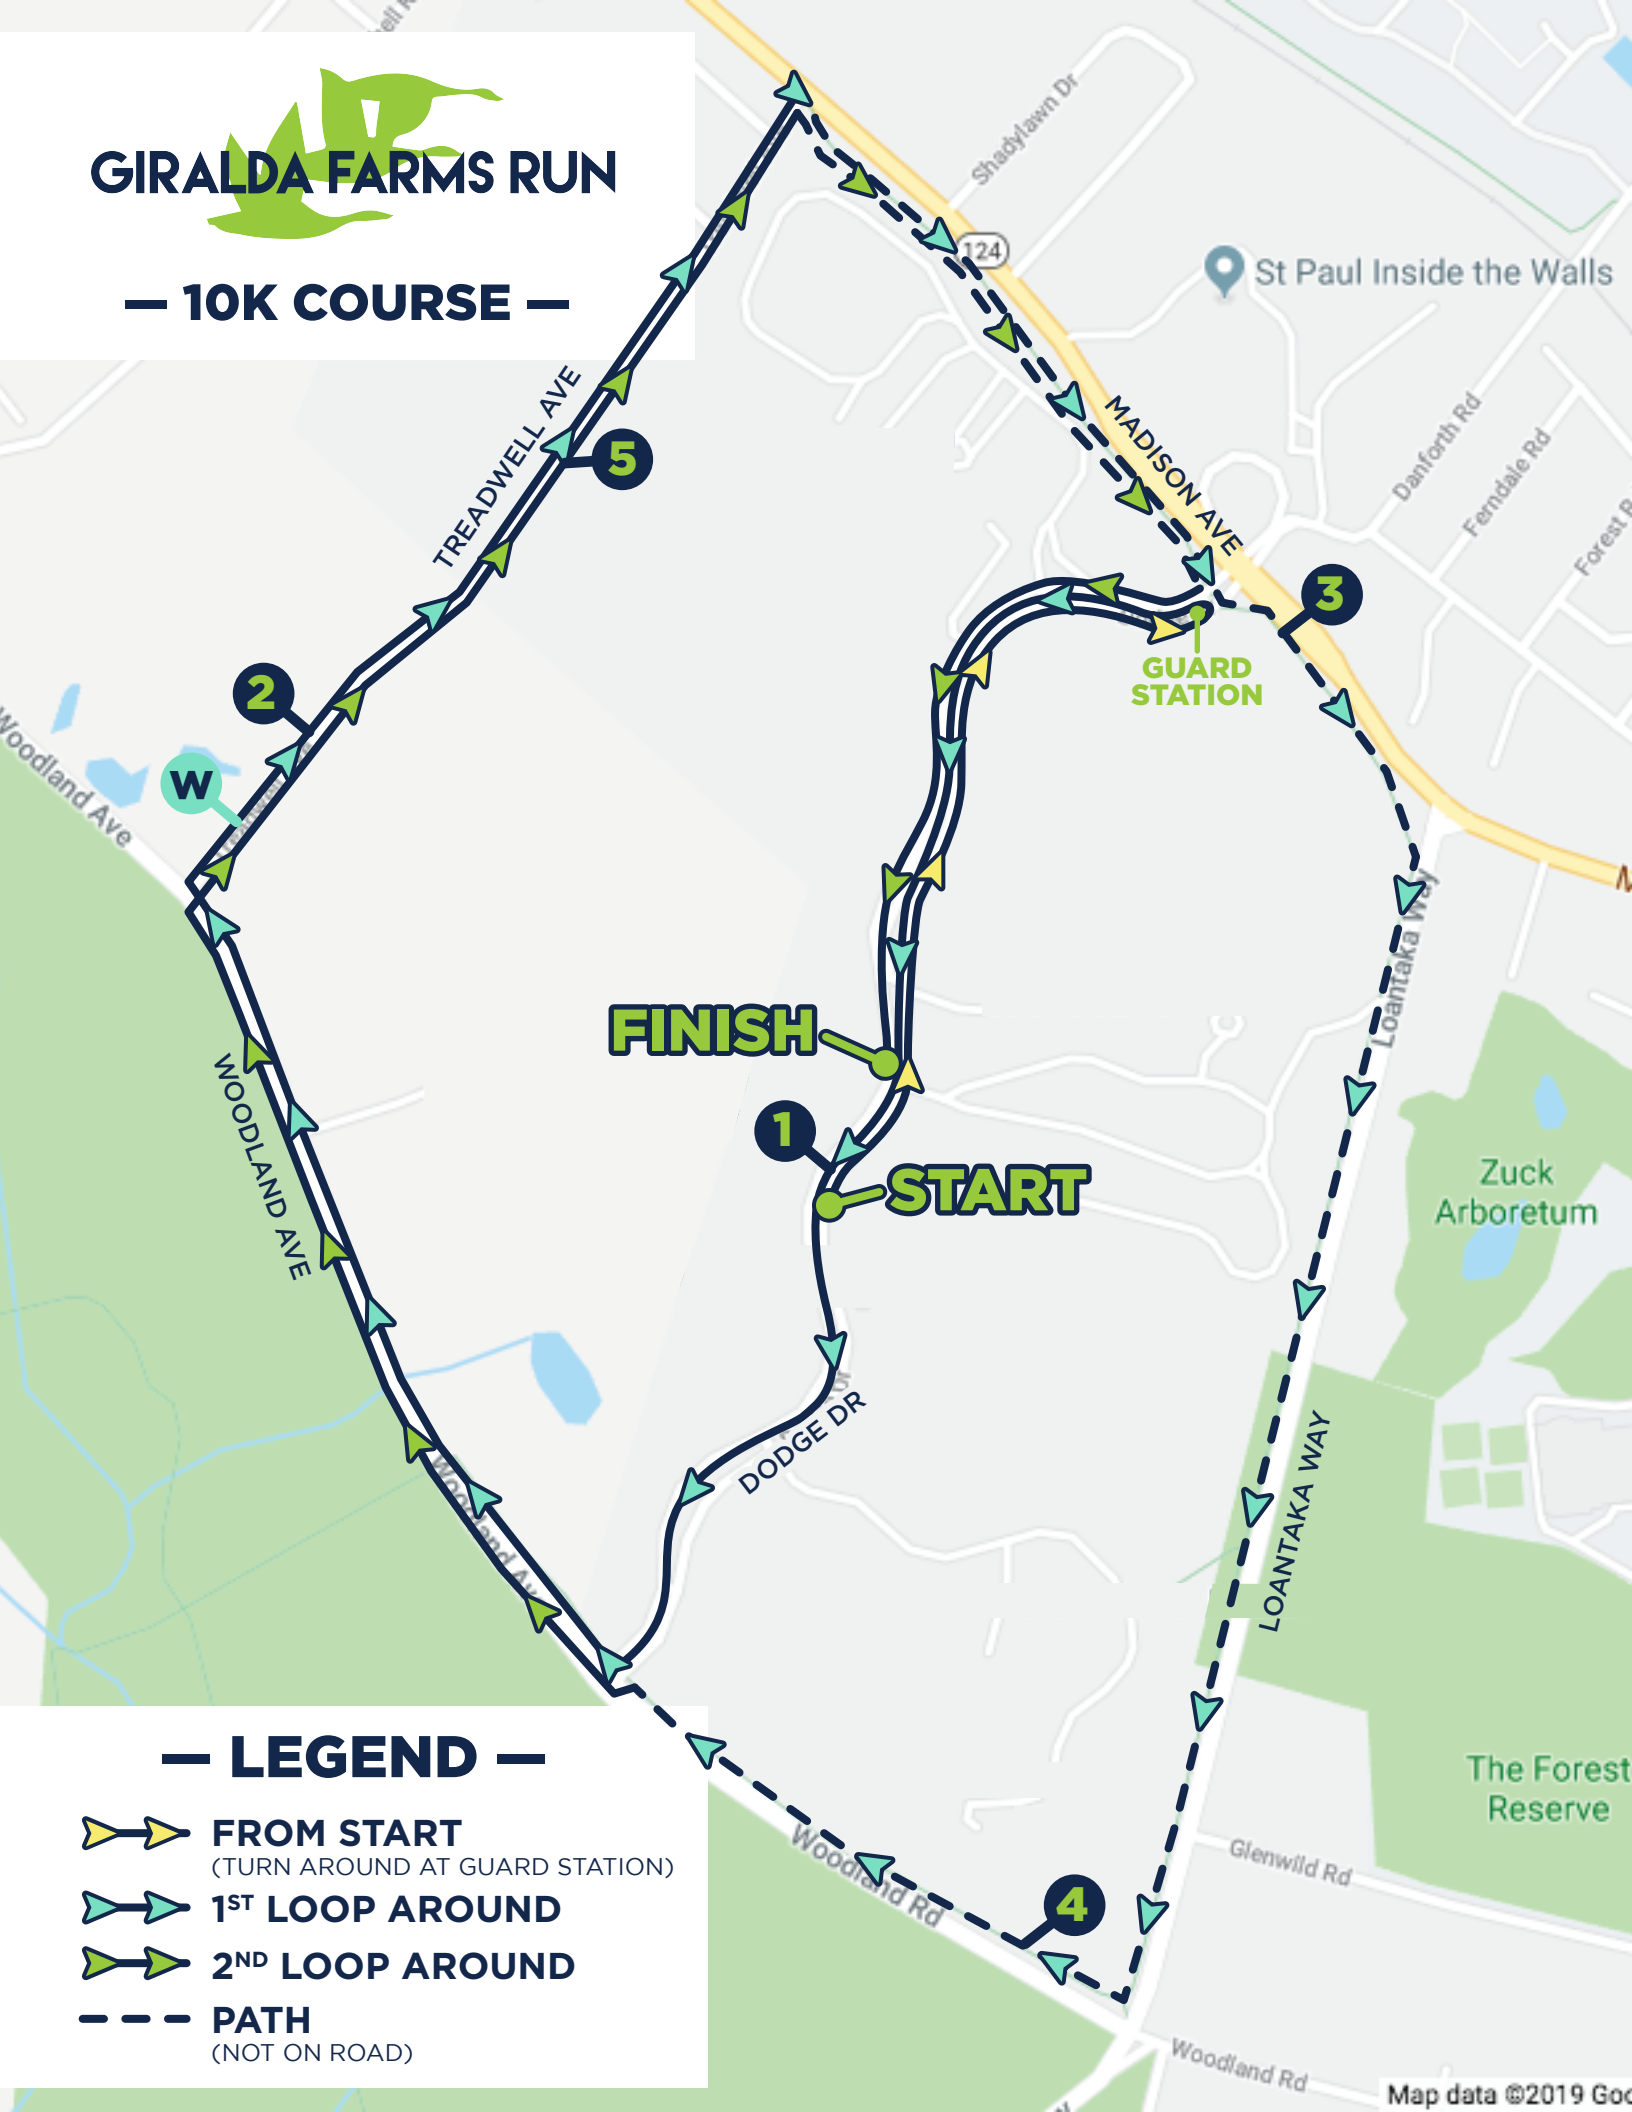 GIRALDA FARMS RUN
10K COURSE
Shadylawn Dr
124
St Paul Inside the Walls
TREADWELL AVE
5
MADISON AVE
Danforth Rd
Ferndale Rd
3
GUARD
STATION
2
W
Woodland Ave
Loantaka Way
FINISH
1
START
WOODLAND AVE
Zuck
Arboretum
DODGE DR
LOANTAKA WAY
Woodland Av
The Forest
Reserve
Woodland Rd
Glenwild Rd
4
Woodland Rd
LEGEND
FROM START
(TURN AROUND AT GUARD STATION)
1ST LOOP AROUND
2ND LOOP AROUND
PATH
(NOT ON ROAD)
Map data ©2019 Goo